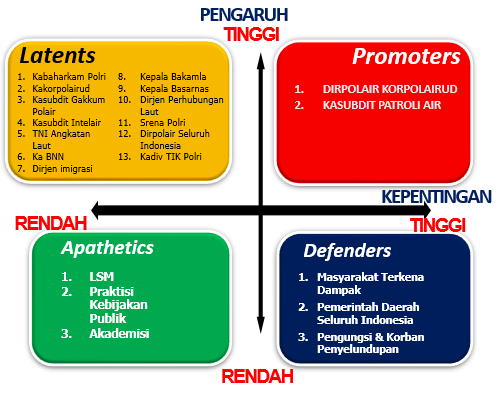 PENGARUH
TINGGI
Latents
1. Kabaharkam Polri
2. Kakorpolairud
3. Kasubdit Gakkum
Polair
4. Kasubdit Intelair
5. TNI Angkatan
Laut
6. Ka BNN
7. Dirjen imigrasi
8. Kepala Bakamla
9. Kepala Basarnas
10. Dirjen Perhubungan
Laut
11. Srena Polri
12. Dirpolair Seluruh
Indonesia
13. Kadiv TIK Polri
Promoters
1. DIRPOLAIR KORPOLAIRUD
2. KASUBDIT PATROLI AIR
KEPENTINGAN
RENDAH
TINGGI
Apathetics
1. LSM
2. Praktisi
Kebijakan
Publik
3. Akademisi
Defenders
1. Masyarakat Terkena
Dampak
2. Pemerintah Daerah
Seluruh Indonesia
3. Pengungsi & Korban
Penyelundupan
RENDAH